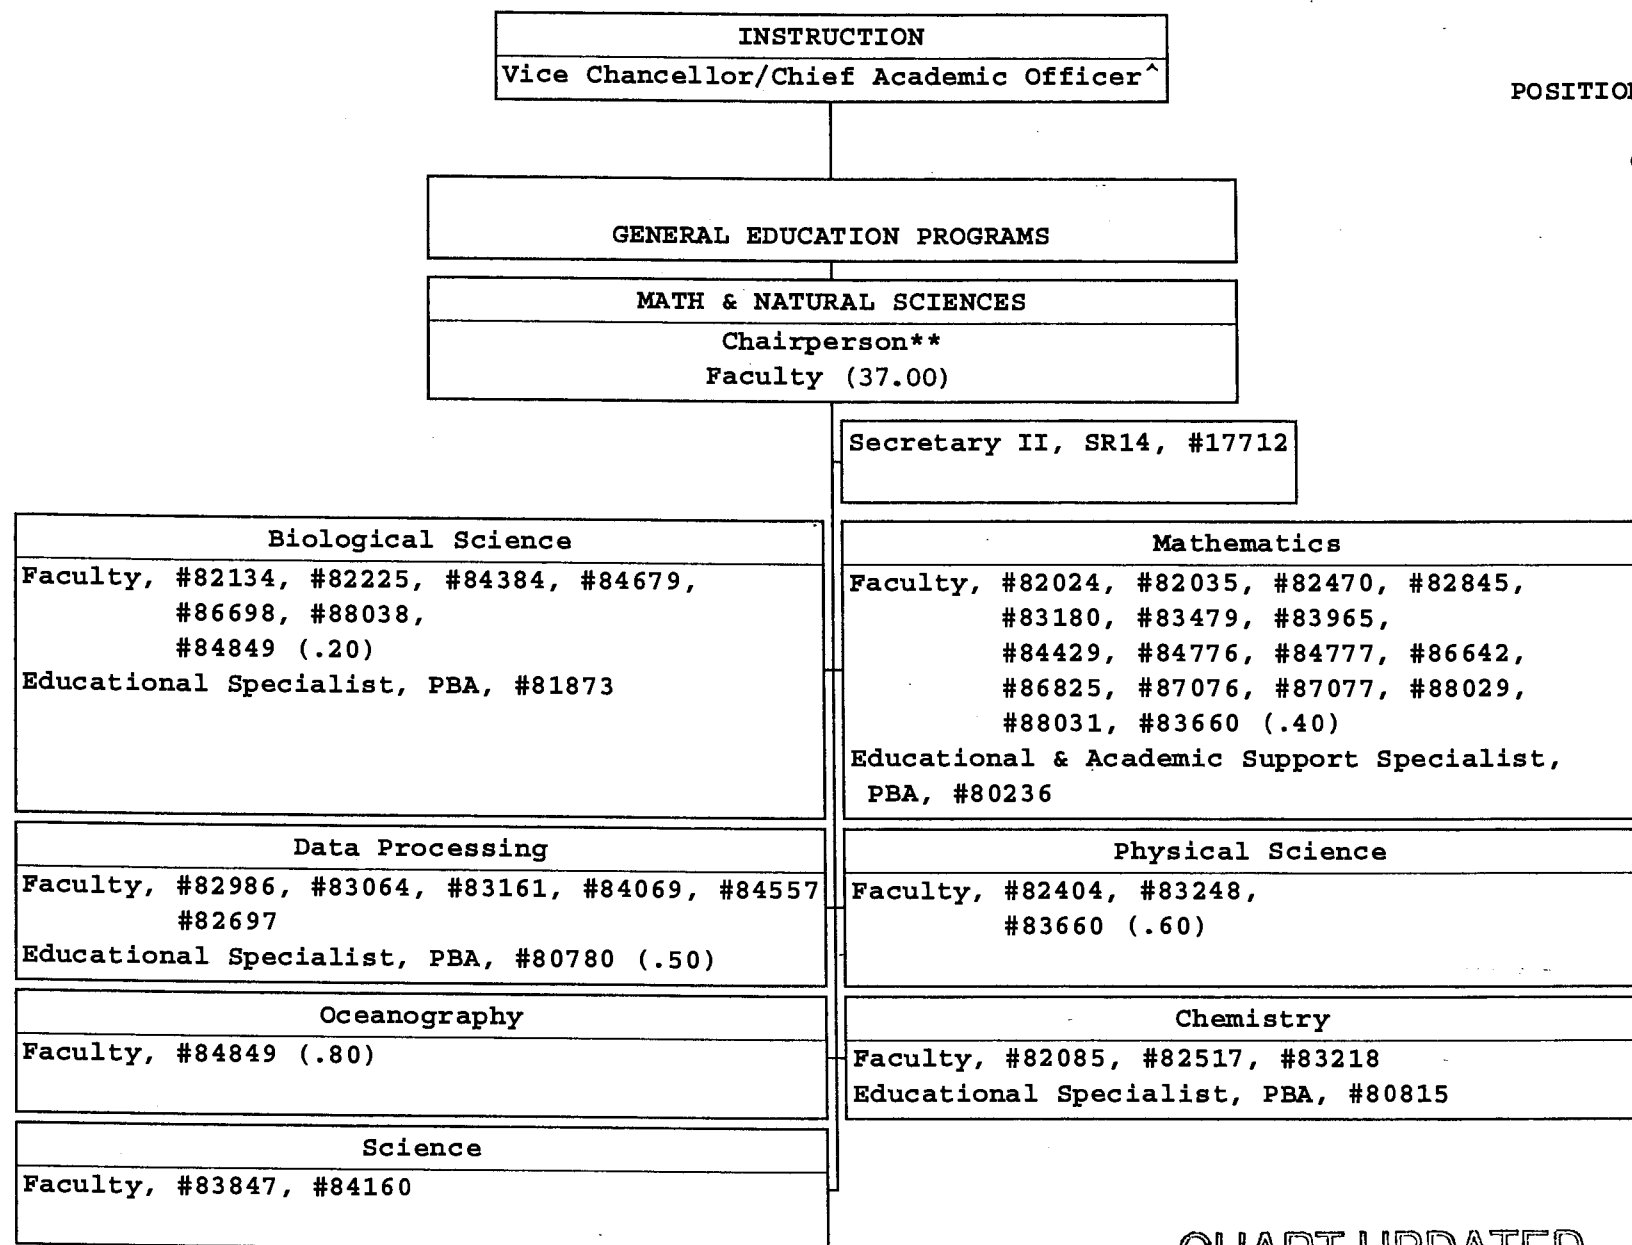 INSTRUCTION
Vice Chancellor/Chief Academic Officer^
GENERAL EDUCATION PROGRAMS
MATH & NATURAL SCIENCES
Chairperson**
Faculty (37.00)
Secretary II, SR14, #17712
Biological Science
Faculty, #82134, #82225, #84384, #84679,
#86698, #88038,
#84849 (.20)
Educational Specialist, PBA, #81873
Mathematics
Faculty, #82024, #82035, #82470, #82845,
#83180, #83479, #83965,
#84429, #84776, #84777, #86642,
#86825, #87076, #87077, #88029,
#88031, #83660 (.40)
Educational & Academic Support Specialist,
PBA, #80236
Data Processing
Faculty, #82986, #83064, #83161, #84069, #84557
#82697
Educational Specialist, PBA, #80780 (.50)
Physical Science
Faculty, #82404, #83248,
#83660 (.60)
Oceanography
Faculty, #84849 (.80)
Chemistry
Faculty, #82085, #82517, #83218
Educational Specialist, PBA, #80815
Science
Faculty, #83847, #84160
CHART UPDATED